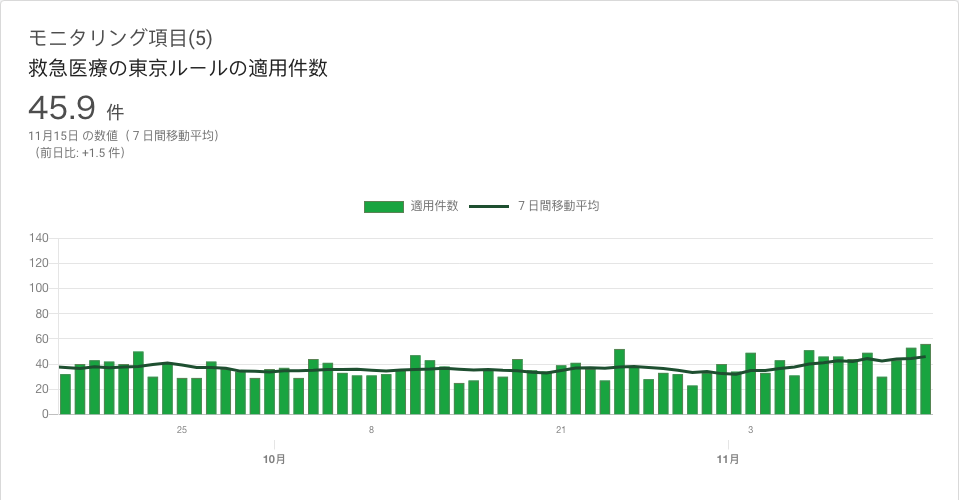 モニタリング項目(5)
救急医療の東京ルールの適用件数
45.9 件
11月15日 の数値（７日間移動平均）
（前日比: +1.5 件）
適用件数 ７日間移動平均
140
120
100
80
60
40
20
0
25 8 21 3
10月 11月